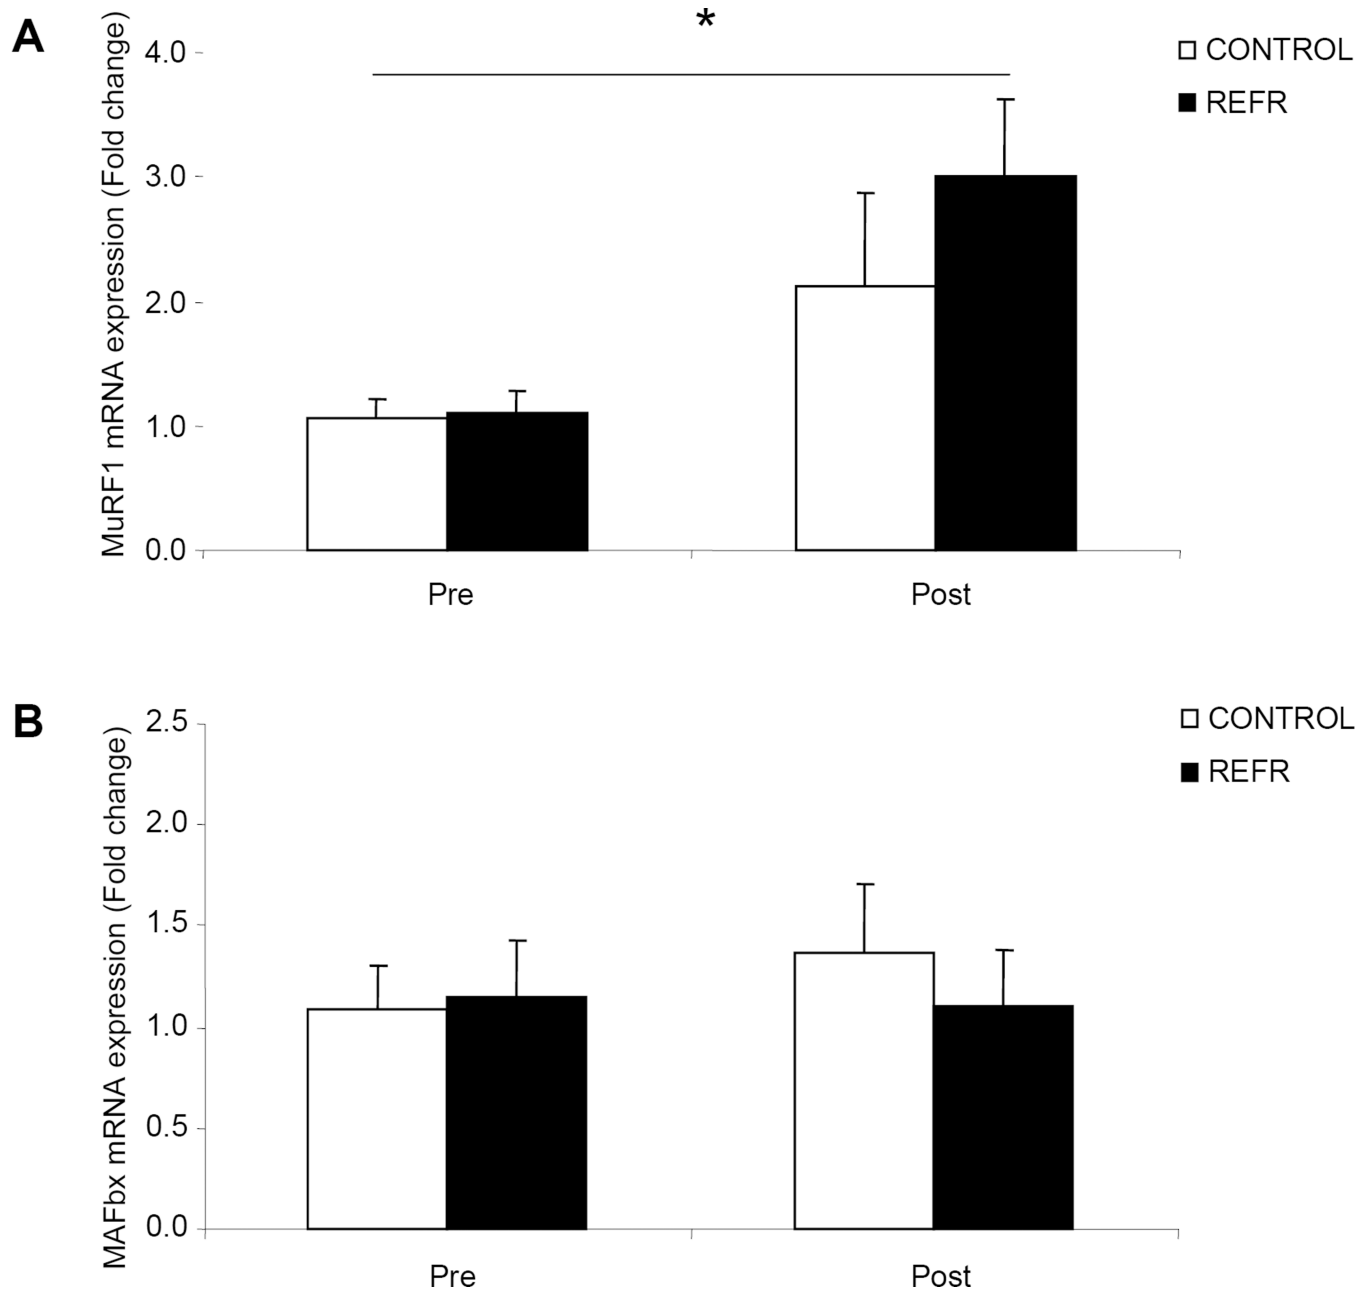 A
*
MuRF1 mRNA expression (Fold change)
4.0
3.0
2.0
1.0
0.0
Pre
Post
CONTROL
REFR
B
MAFbx mRNA expression (Fold change)
2.5
2.0
1.5
1.0
0.5
0.0
Pre
Post
CONTROL
REFR